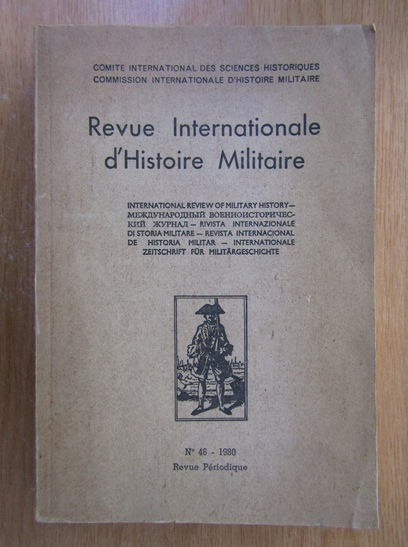 COMITE INTERNATIONAL DES SCIENCES HISTORIQUES
COMMISSION INTERNATIONALE D'HISTOIRE MILITAIRE
Revue Internationale
d'Histoire Militaire
INTERNATIONAL REVIEW OF MILITARY HISTORY—
МЕЖДУНАРОДНЫЙ ВОЕННОИСТОРИЧЕС-
КИЙ ЖУРНАЛ — RIVISTA INTERNAZIONALE
DI STORIA MILITARE — REVISTA INTERNACIONAL
DE HISTORIA MILITAR — INTERNATIONALE
ZEITSCHRIFT FÜR MILITÄRGESCHICHTE
N° 46 - 1980
Revue Périodique